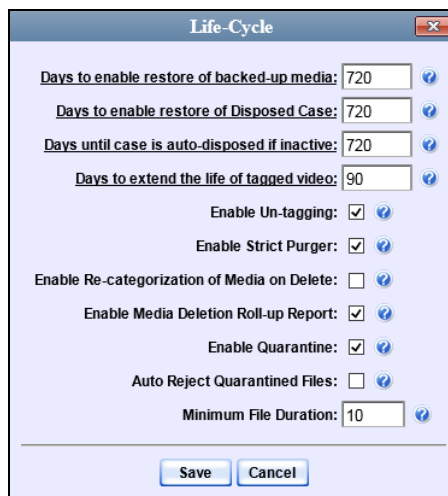 Life-Cycle
Days to enable restore of backed-up media: 720
Days to enable restore of Disposed Case: 720
Days until case is auto-disposed if inactive: 720
Days to extend the life of tagged video: 90
Enable Un-tagging:
Enable Strict Purger:
Enable Re-categorization of Media on Delete:
Enable Media Deletion Roll-up Report:
Enable Quarantine:
Auto Reject Quarantined Files:
Minimum File Duration: 10
Save Cancel